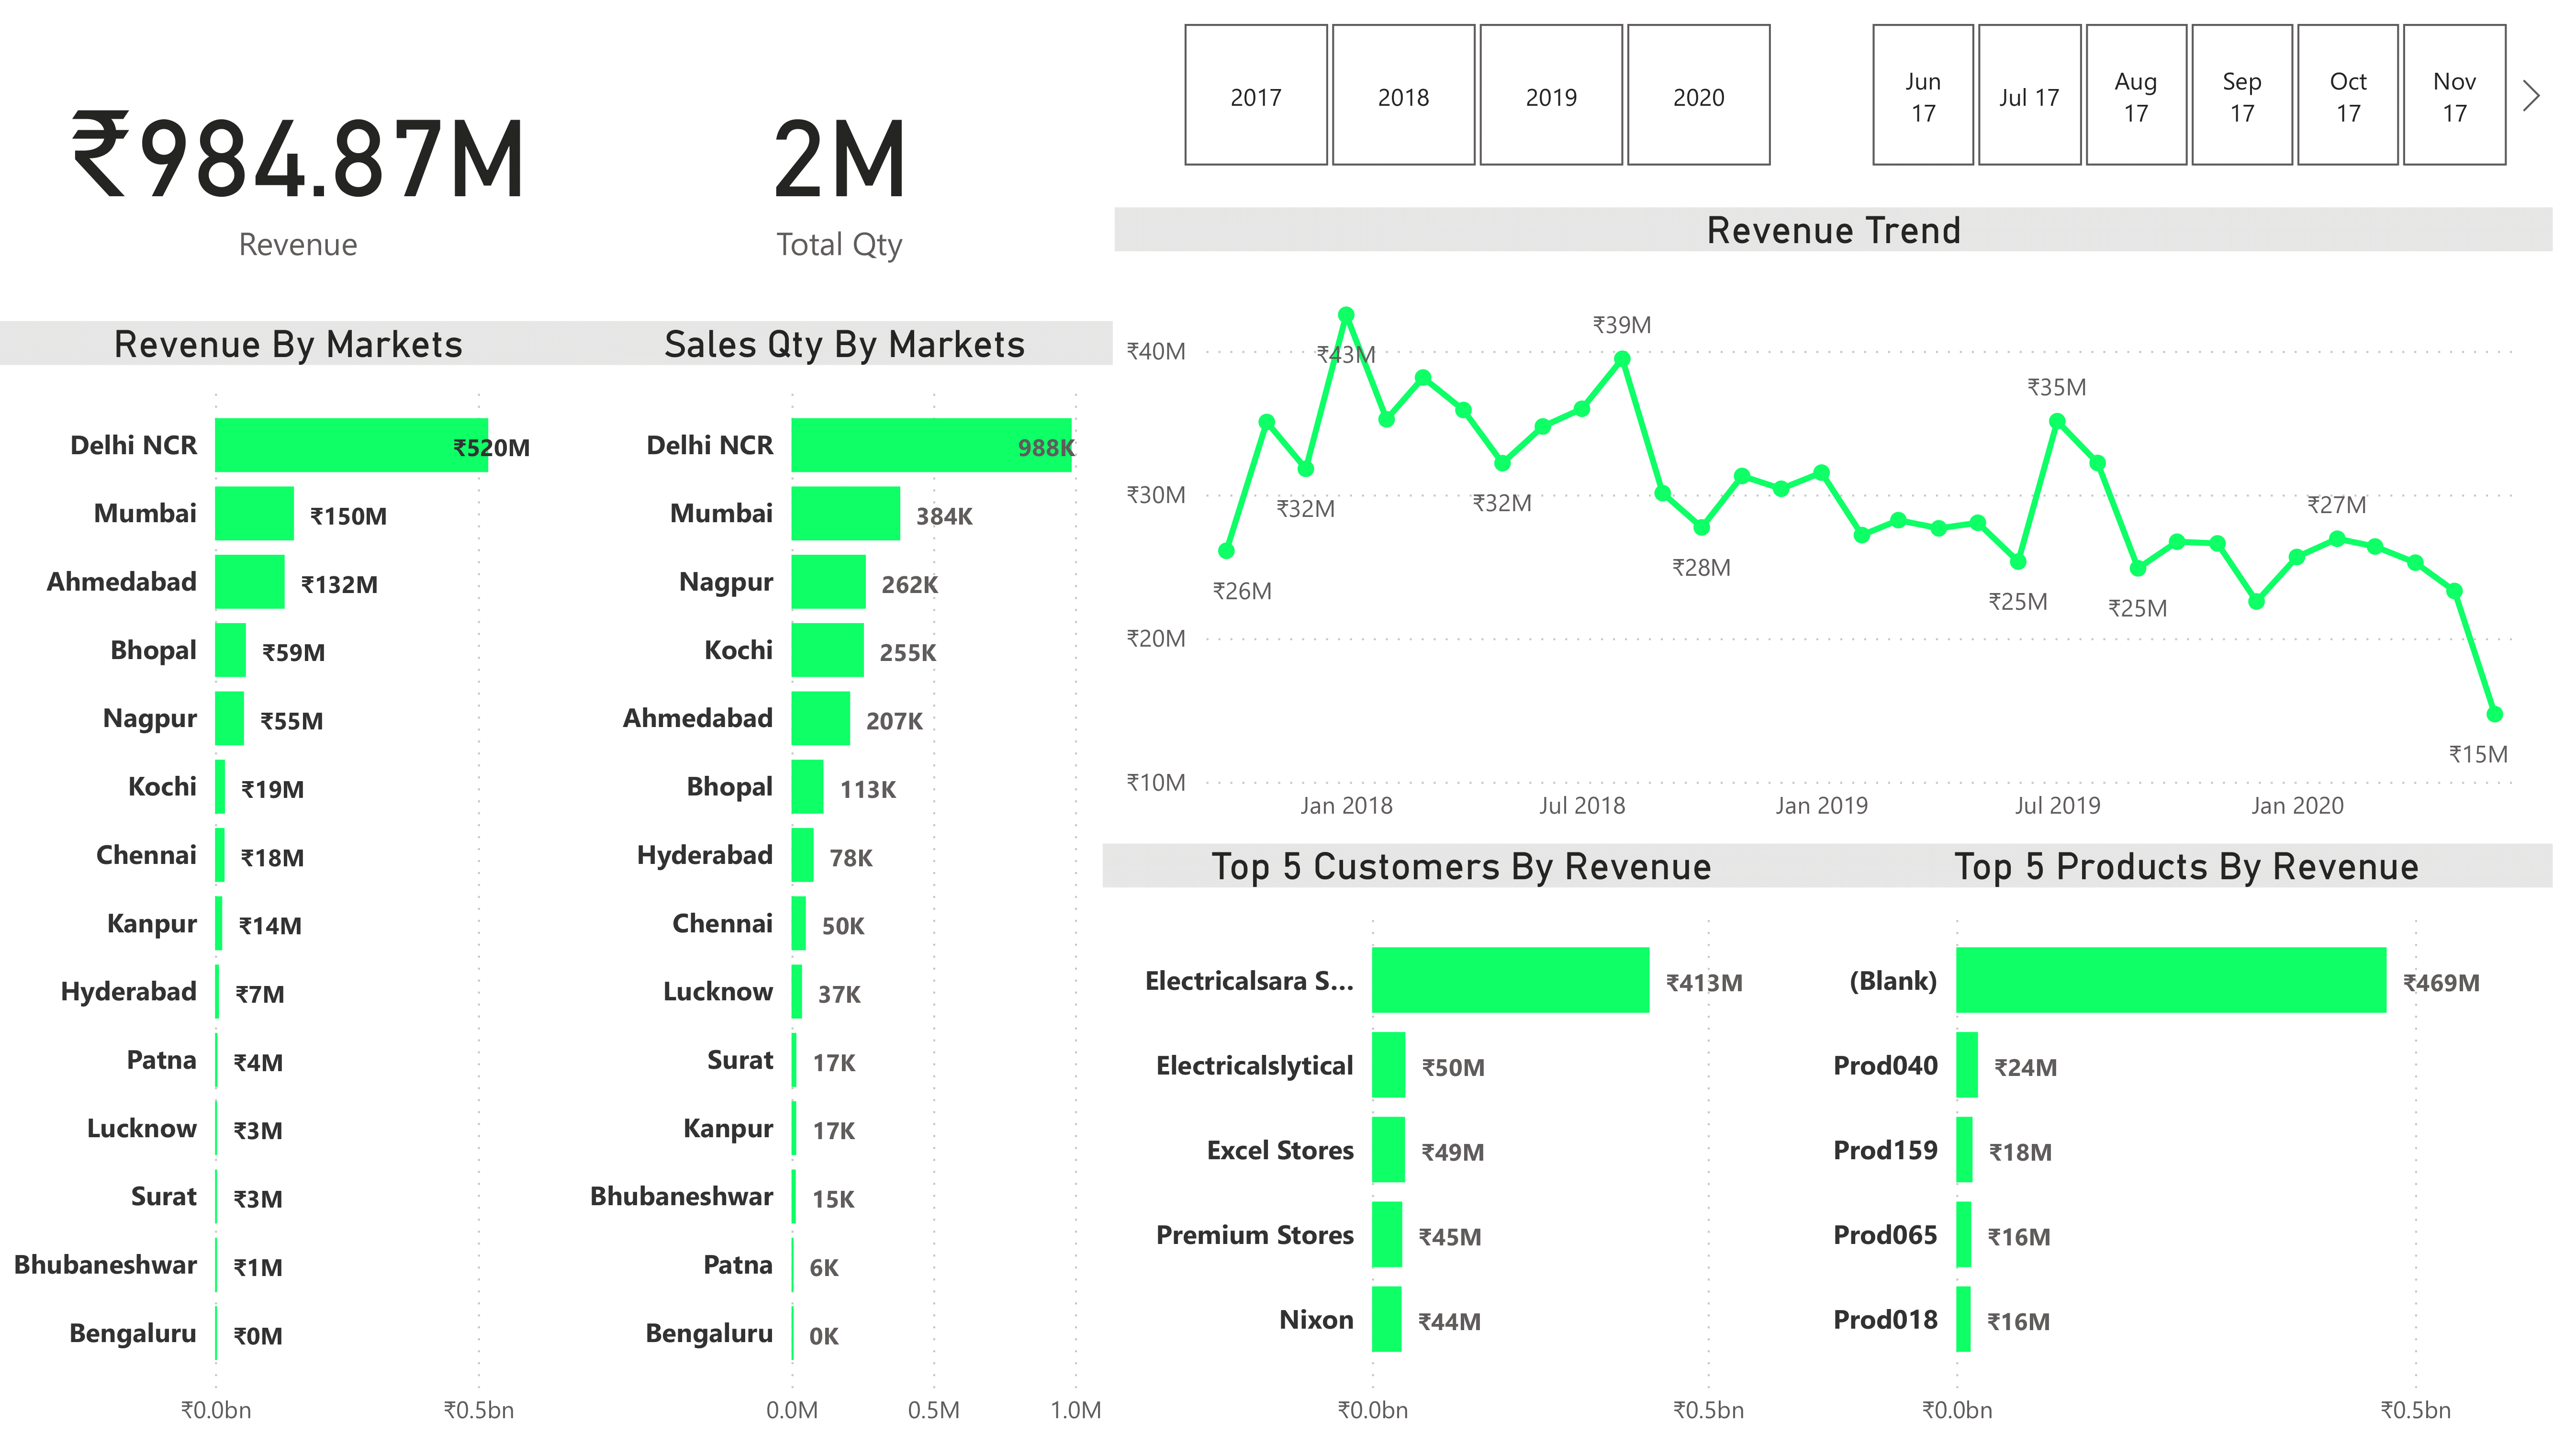 ₹984.87M
Revenue
2M
Total Qty
2017
2018
2019
2020
Jun
17
Jul 17
Aug
17
Sep
17
Oct
17
Nov
17
Revenue By Markets
Delhi NCR ₹520M
Mumbai ₹150M
Ahmedabad ₹132M
Bhopal ₹59M
Nagpur ₹55M
Kochi ₹19M
Chennai ₹18M
Kanpur ₹14M
Hyderabad ₹7M
Patna ₹4M
Lucknow ₹3M
Surat ₹3M
Bhubaneshwar ₹1M
Bengaluru ₹0M
₹0.0bn ₹0.5bn
Sales Qty By Markets
Delhi NCR 988K
Mumbai 384K
Nagpur 262K
Kochi 255K
Ahmedabad 207K
Bhopal 113K
Hyderabad 78K
Chennai 50K
Lucknow 37K
Surat 17K
Kanpur 17K
Bhubaneshwar 15K
Patna 6K
Bengaluru 0K
0.0M 0.5M 1.0M
Revenue Trend
₹40M
₹30M
₹20M
₹10M
₹26M
₹32M
₹43M
₹32M
₹39M
₹28M
₹25M
₹35M
₹25M
₹27M
₹15M
Jan 2018 Jul 2018 Jan 2019 Jul 2019 Jan 2020
Top 5 Customers By Revenue
Electricalsara S... ₹413M
Electricalslytical ₹50M
Excel Stores ₹49M
Premium Stores ₹45M
Nixon ₹44M
₹0.0bn ₹0.5bn
Top 5 Products By Revenue
(Blank) ₹469M
Prod040 ₹24M
Prod159 ₹18M
Prod065 ₹16M
Prod018 ₹16M
₹0.0bn ₹0.5bn